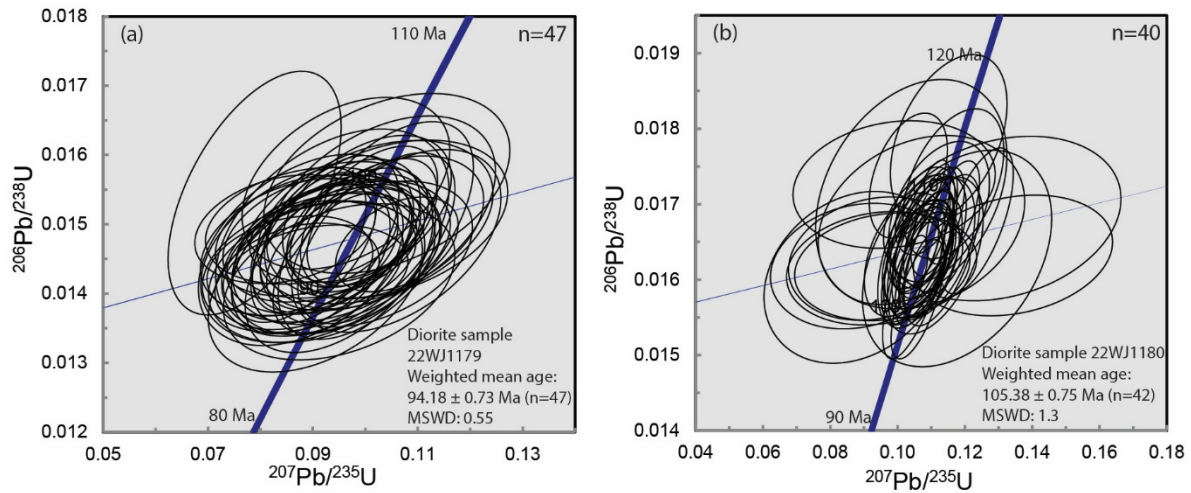 (a)
n=47
110 Ma
0.018
0.017
0.016
0.015
0.014
0.013
0.012
206Pb/238U
80 Ma
Diorite sample
22WJ1179
Weighted mean age:
94.18 ± 0.73 Ma (n=47)
MSWD: 0.55
0.05
0.07
0.09
0.11
0.13
207Pb/235U
(b)
n=40
120 Ma
0.019
0.018
0.017
0.016
0.015
0.014
206Pb/238U
90 Ma
Diorite sample 22WJ1180
Weighted mean age:
105.38 ± 0.75 Ma (n=42)
MSWD: 1.3
0.04
0.06
0.08
0.10
0.12
0.14
0.16
0.18
207Pb/235U